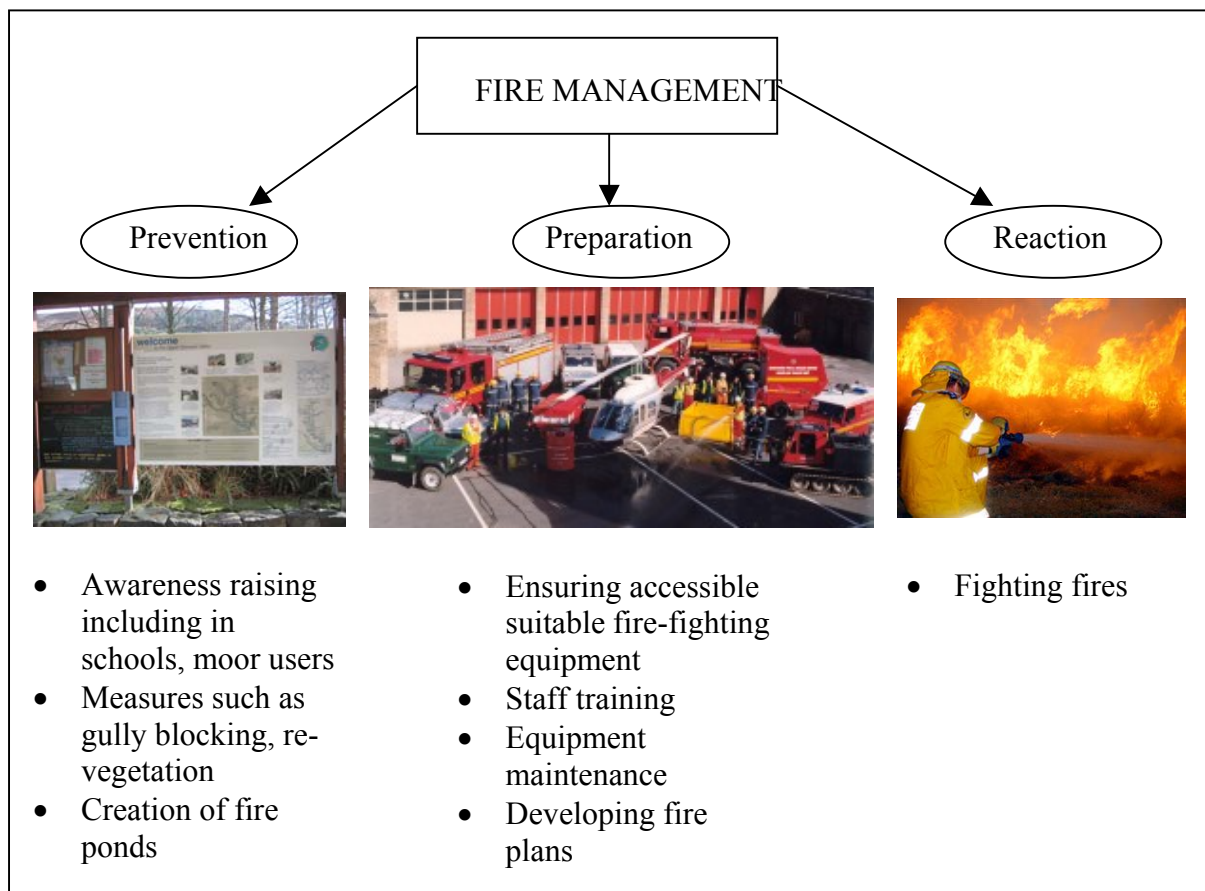 FIRE MANAGEMENT
Prevention
Preparation
Reaction
welcome
• Awareness raising
including in
schools, moor users
• Measures such as
gully blocking, re-
vegetation
• Creation of fire
ponds
• Ensuring accessible
suitable fire-fighting
equipment
• Staff training
• Equipment
maintenance
• Developing fire
plans
• Fighting fires